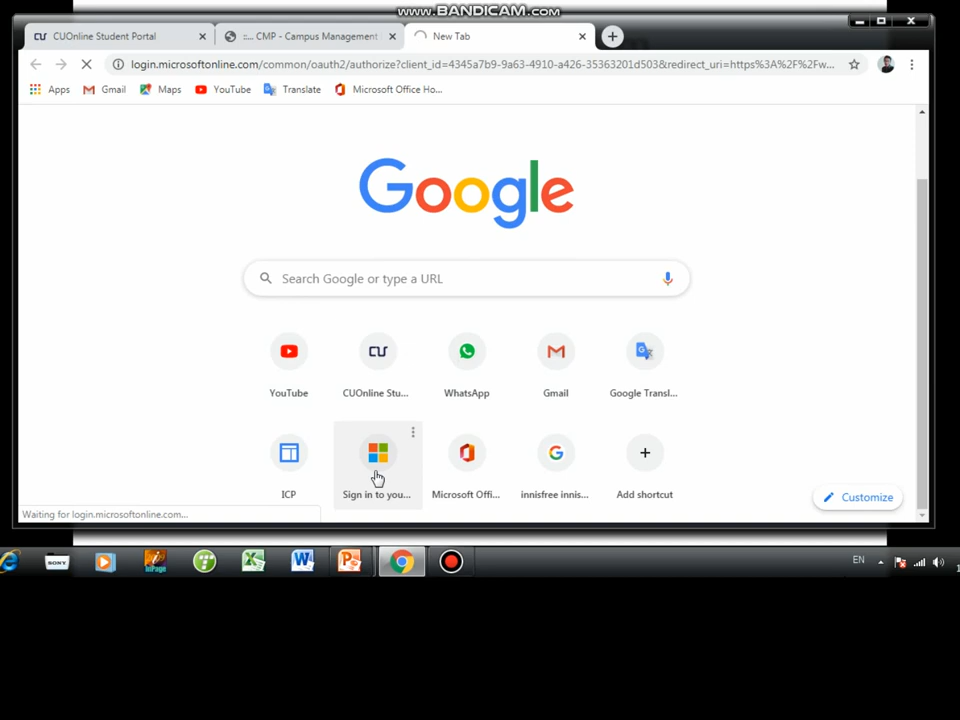 www.BANDICAM.com
CUOnline Student Portal
::... CMP - Campus Management
New Tab
login.microsoftonline.com/common/oauth2/authorize?client_id=4345a7b9-9a63-4910-a426-35363201d503&redirect_uri=https%3A%2F%2Fw...
Apps
Gmail
Maps
YouTube
Translate
Microsoft Office Ho...
Google
Search Google or type a URL
YouTube
CUOnline Stu...
WhatsApp
Gmail
Google Transl...
ICP
Sign in to you...
Microsoft Offi...
innisfree innis...
Add shortcut
Customize
Waiting for login.microsoftonline.com...
SONY
EN